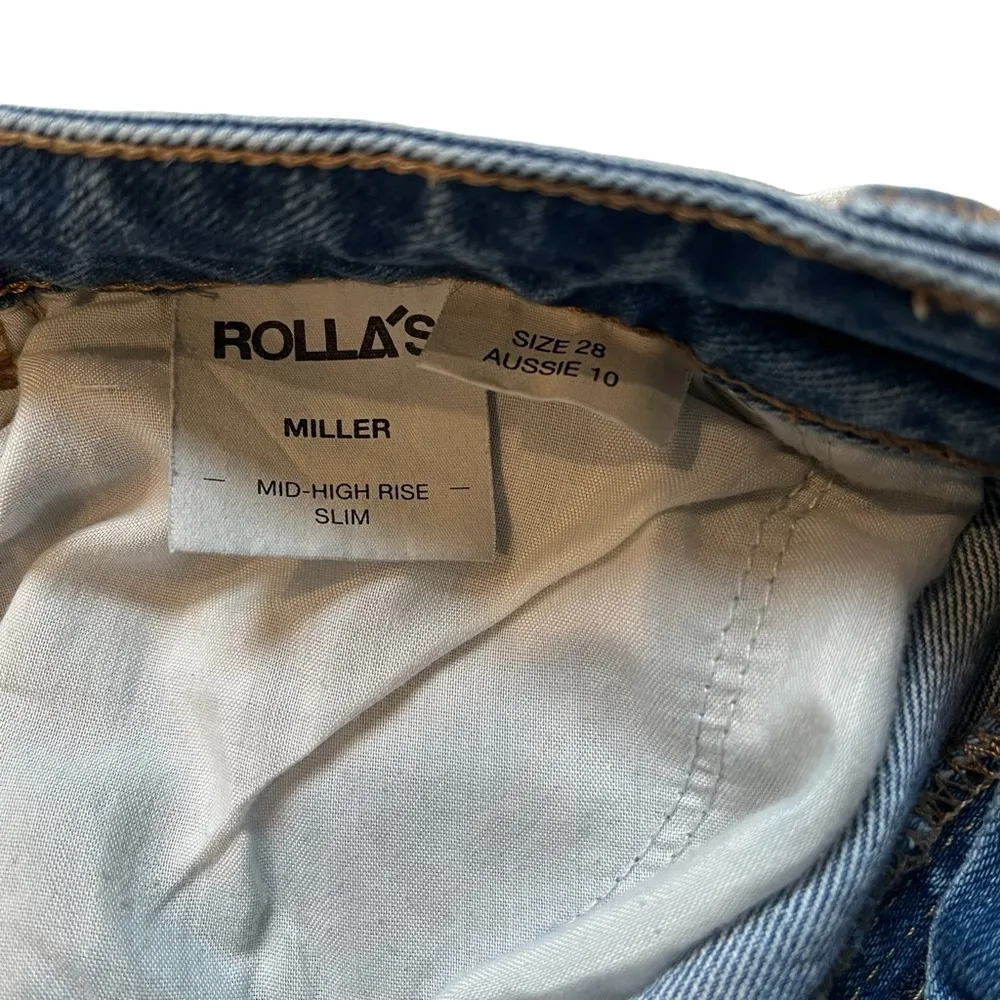 ROLLA'S
MILLER
— MID-HIGH RISE —
SLIM
SIZE 28
AUSSIE 10